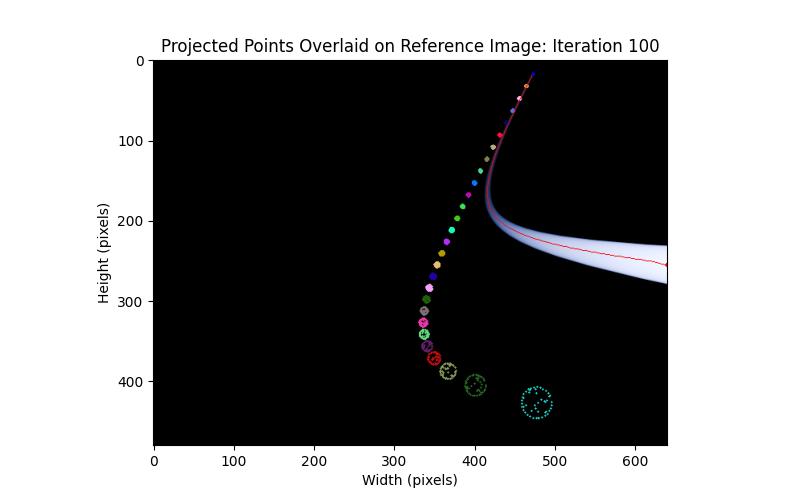 Projected Points Overlaid on Reference Image: Iteration 100
0
100
200
300
400
Height (pixels)
0 100 200 300 400 500 600
Width (pixels)